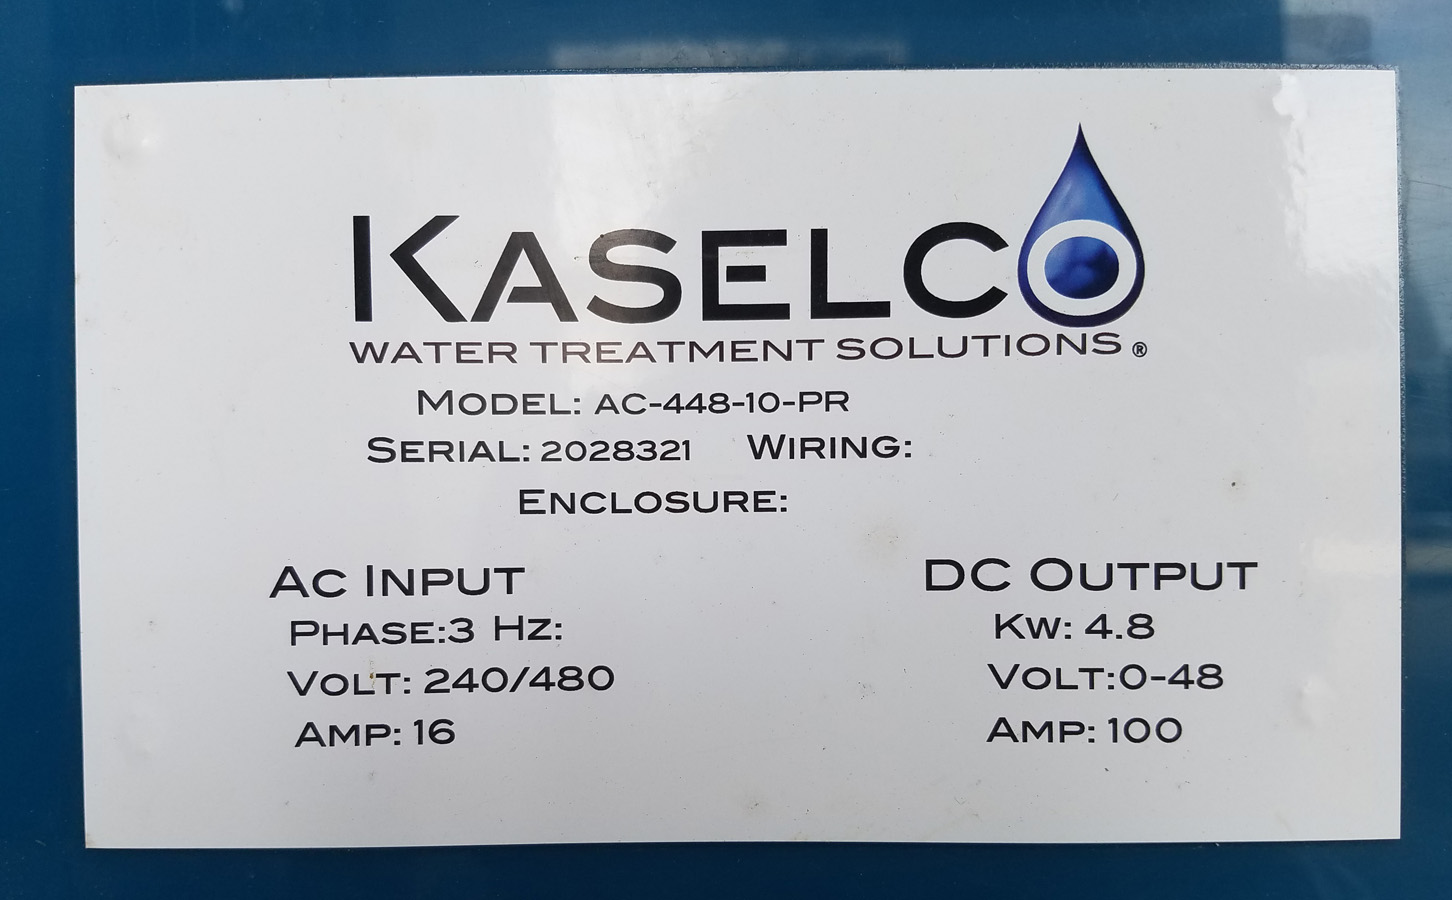 KASELCO
WATER TREATMENT SOLUTIONS ®
MODEL: AC-448-10-PR
SERIAL: 2028321 WIRING:
ENCLOSURE:
AC INPUT
PHASE:3 HZ:
VOLT: 240/480
AMP: 16
DC OUTPUT
KW: 4.8
VOLT:0-48
AMP: 100